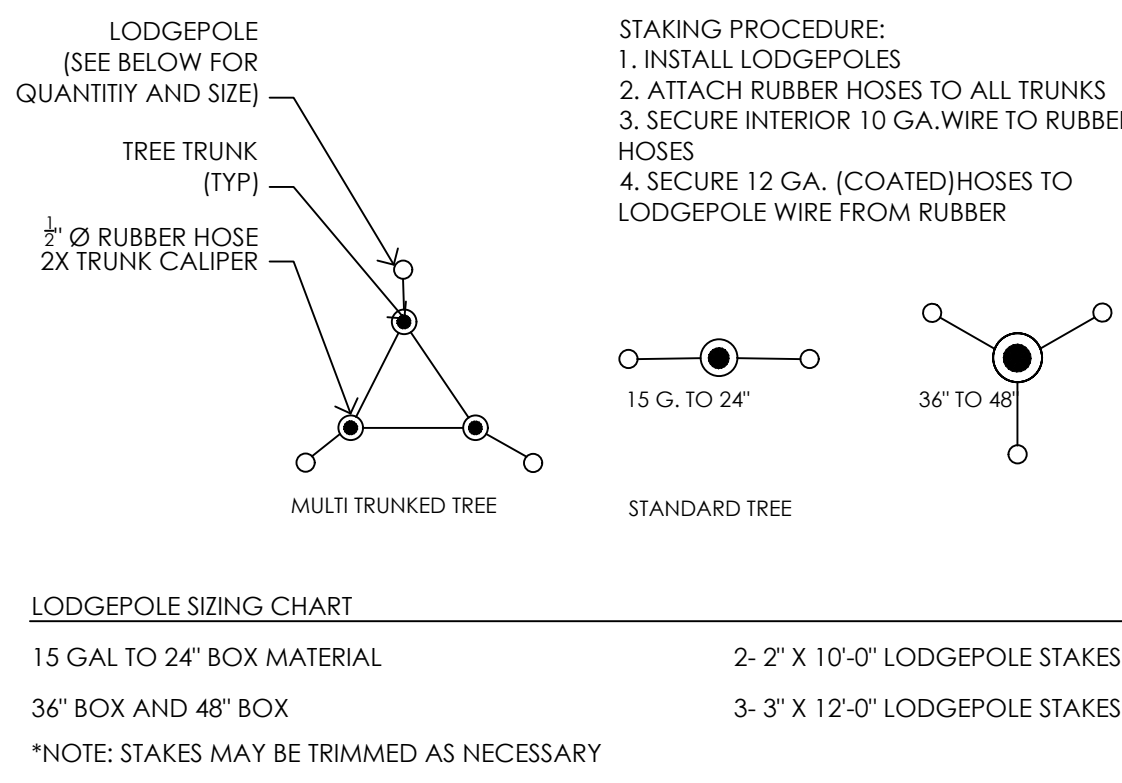 LODGEPOLE
(SEE BELOW FOR
QUANTITIY AND SIZE)
TREE TRUNK
(TYP)
½" Ø RUBBER HOSE
2X TRUNK CALIPER
MULTI TRUNKED TREE
STAKING PROCEDURE:
1. INSTALL LODGEPOLES
2. ATTACH RUBBER HOSES TO ALL TRUNKS
3. SECURE INTERIOR 10 GA.WIRE TO RUBBER
HOSES
4. SECURE 12 GA. (COATED)HOSES TO
LODGEPOLE WIRE FROM RUBBER
15 G. TO 24"
36" TO 48"
STANDARD TREE
LODGEPOLE SIZING CHART
15 GAL TO 24" BOX MATERIAL 2- 2" X 10'-0" LODGEPOLE STAKES
36" BOX AND 48" BOX 3- 3" X 12'-0" LODGEPOLE STAKES
*NOTE: STAKES MAY BE TRIMMED AS NECESSARY